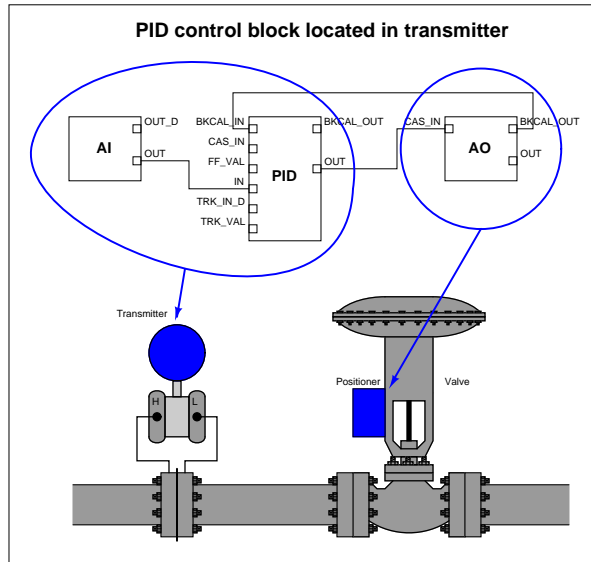 PID control block located in transmitter
OUT_D
OUT
AI
BKCAL_IN
CAS_IN
FF_VAL
IN
TRK_IN_D
TRK_VAL
PID
BKCAL_OUT
OUT
CAS_IN
AO
BKCAL_OUT
OUT
Transmitter
H
L
Positioner
Valve